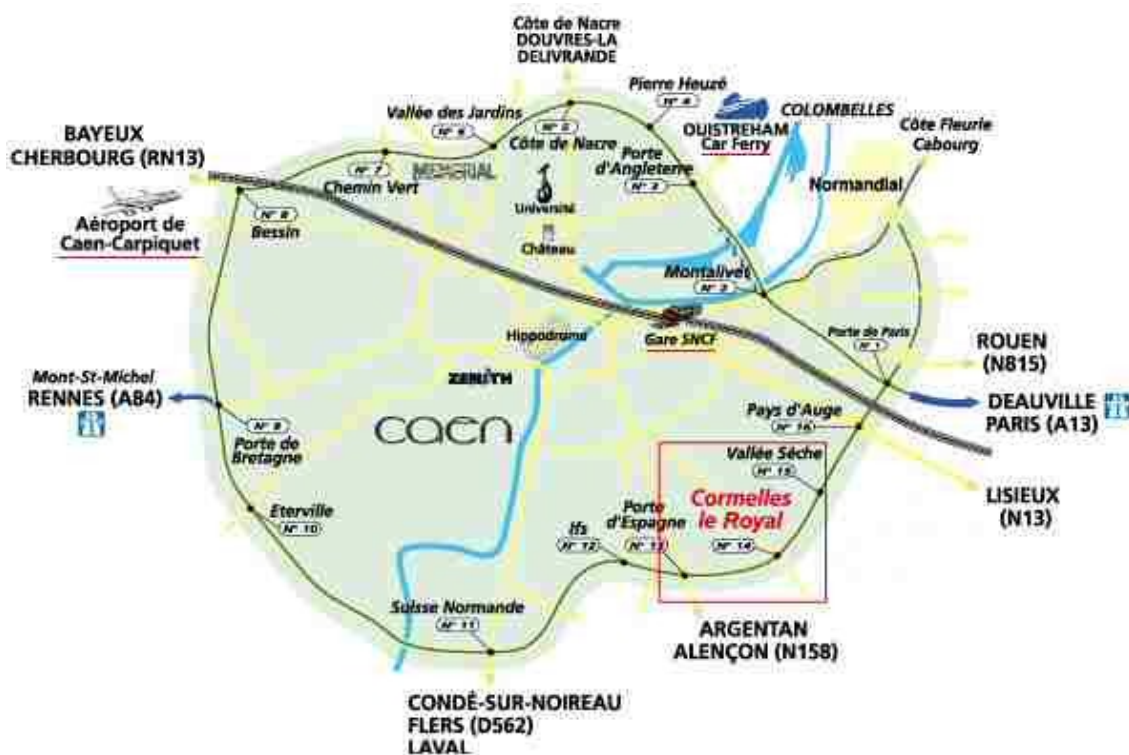 Côte de Nacre
DOUVRES-LA
DELIVRANDE
Pierre Heuzé
N° 4
Vallée des Jardins
N° 6
N° 5
Côte de Nacre
OUISTREHAM
Car Ferry
COLOMBELLES
Côte Fleurie
Cabourg
BAYEUX
CHERBOURG (RN13)
N° 7
Chemin Vert
MEMORIAL
Porte
d'Angleterre
N° 3
Normandial
Université
Aéroport de
Caen-Carpiquet
N° 8
Bessin
Château
Montalivet
N° 2
Hippodrome
Gare SNCF
Porte de Paris
N° 1
ROUEN
(N815)
Mont-St-Michel
RENNES (A84)
ZENITH
caen
DEAUVILLE
PARIS (A13)
Pays d'Auge
N° 16
N° 9
Porte de
Bretagne
Vallée Sèche
N° 15
Cormelles
le Royal
LISIEUX
(N13)
Eterville
N° 10
Ifs
N° 12
Porte
d'Espagne
N° 13
N° 14
Suisse Normande
N° 11
ARGENTAN
ALENÇON (N158)
CONDÉ-SUR-NOIREAU
FLERS (D562)
LAVAL